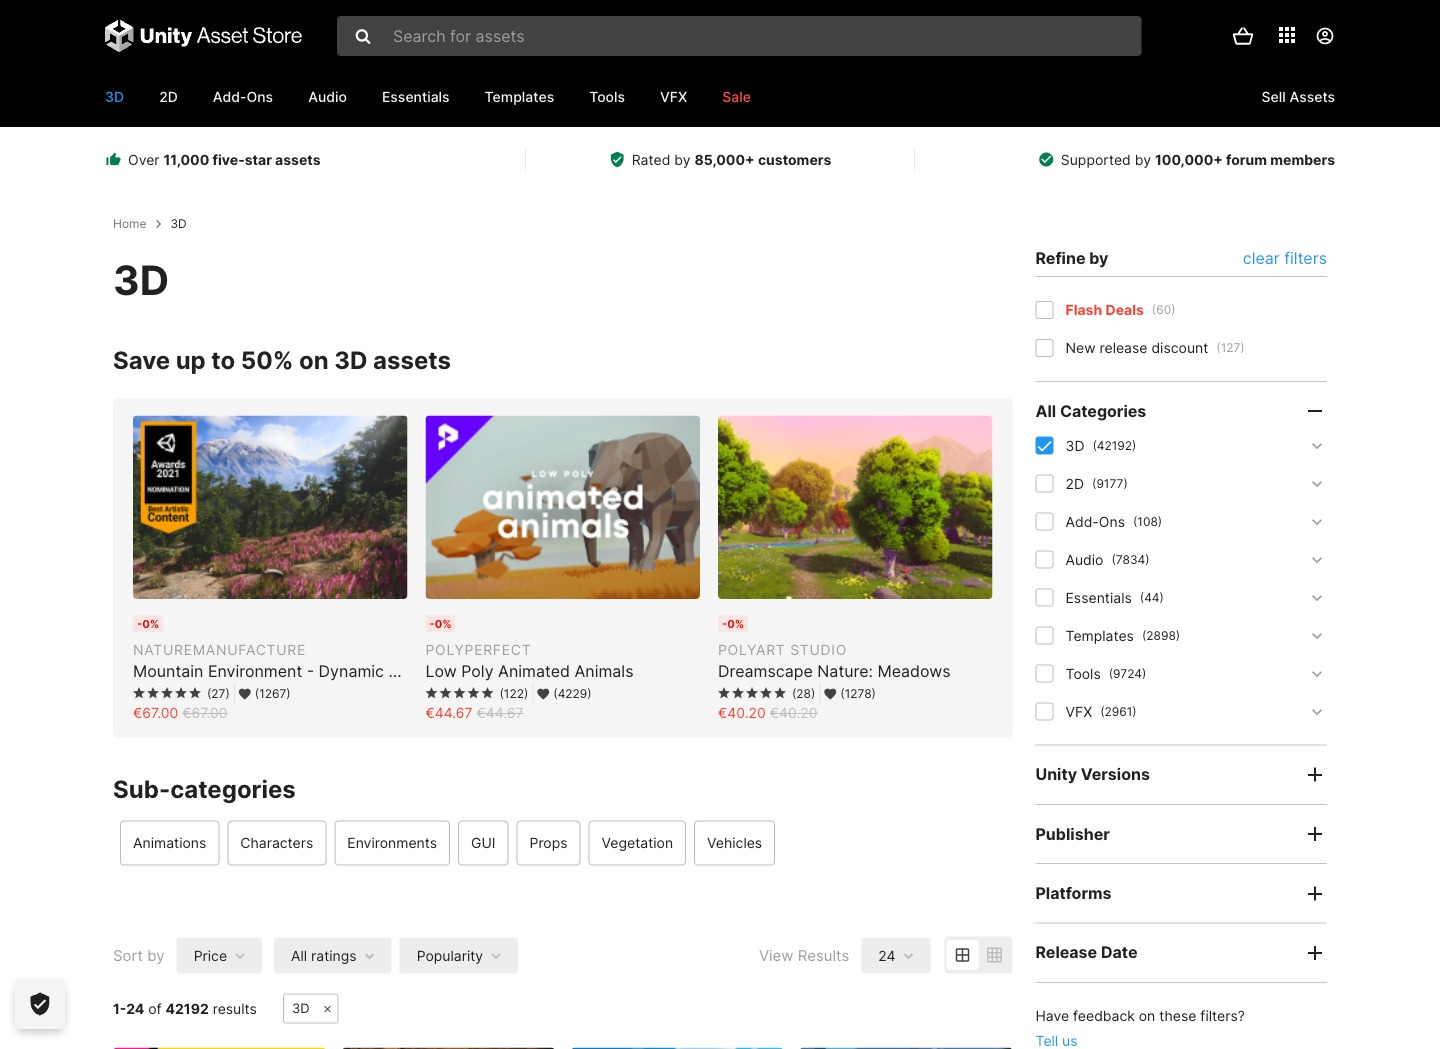 Unity Asset Store
Search for assets
3D 2D Add-Ons Audio Essentials Templates Tools VFX Sale Sell Assets
Over 11,000 five-star assets
Rated by 85,000+ customers
Supported by 100,000+ forum members
Home > 3D
3D
Save up to 50% on 3D assets
Awards
2021
NOMINATION
Best Artistic
Content
-0%
NATUREMANUFACTURE
Mountain Environment - Dynamic ...
(27) (1267)
€67.00 €67.00
LOW POLY
animated
animals
-0%
POLYPERFECT
Low Poly Animated Animals
(122) (4229)
€44.67 €44.67
-0%
POLYART STUDIO
Dreamscape Nature: Meadows
(28) (1278)
€40.20 €40.20
Sub-categories
Animations Characters Environments GUI Props Vegetation Vehicles
Sort by Price All ratings Popularity View Results 24
1-24 of 42192 results 3D ×
Refine by clear filters
Flash Deals (60)
New release discount (127)
All Categories
3D (42192)
2D (9177)
Add-Ons (108)
Audio (7834)
Essentials (44)
Templates (2898)
Tools (9724)
VFX (2961)
Unity Versions
Publisher
Platforms
Release Date
Have feedback on these filters?
Tell us